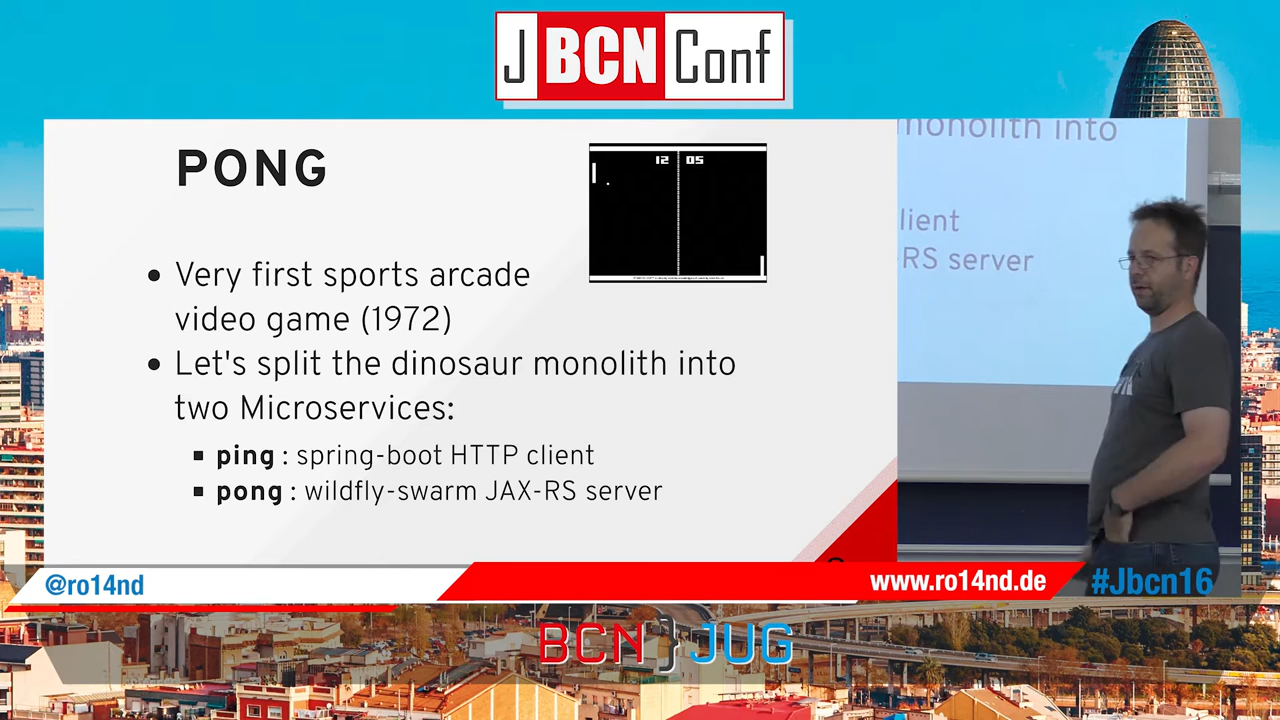 J BCN Conf
PONG
12 05
• Very first sports arcade
video game (1972)
• Let's split the dinosaur monolith into
two Microservices:
▪ ping : spring-boot HTTP client
▪ pong : wildfly-swarm JAX-RS server
monolith into
lient
-RS server
@ro14nd
www.ro14nd.de
#Jbcn16
BCN JUG